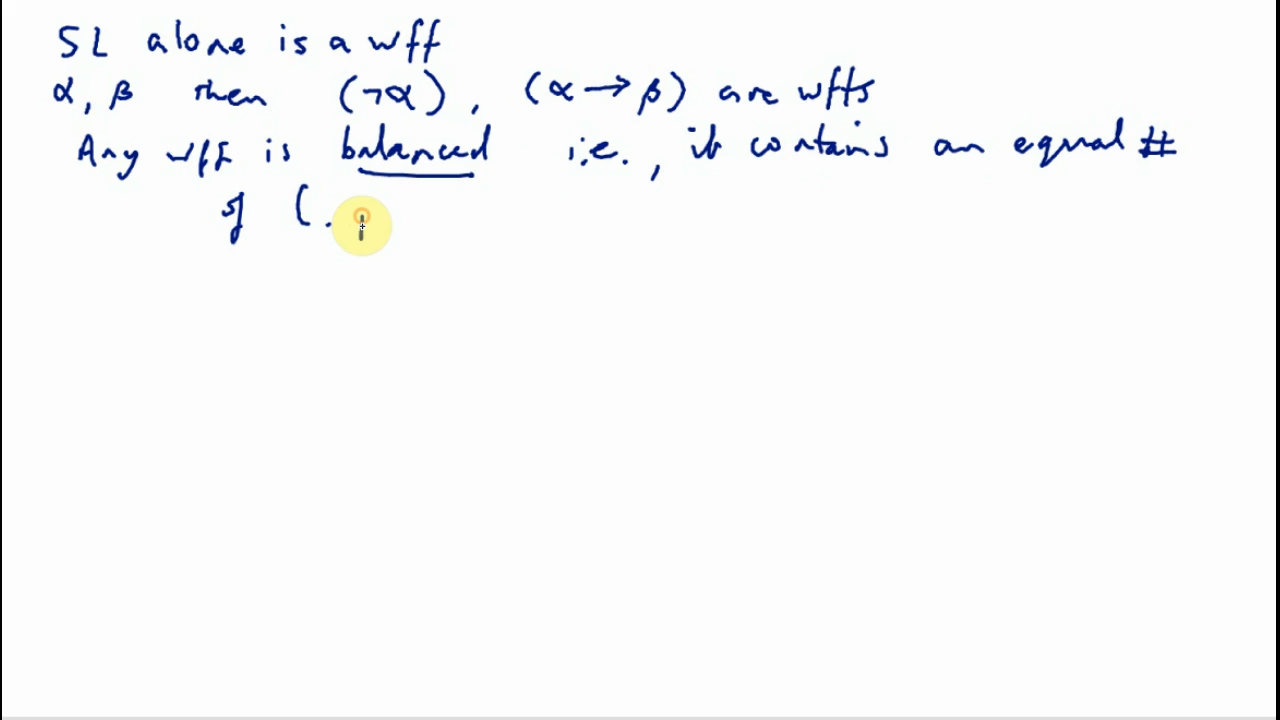 SL alone is a wff
α, β then (¬α), (α → β) are wffs
Any wff is balanced i.e., it contains an equal #
of (.